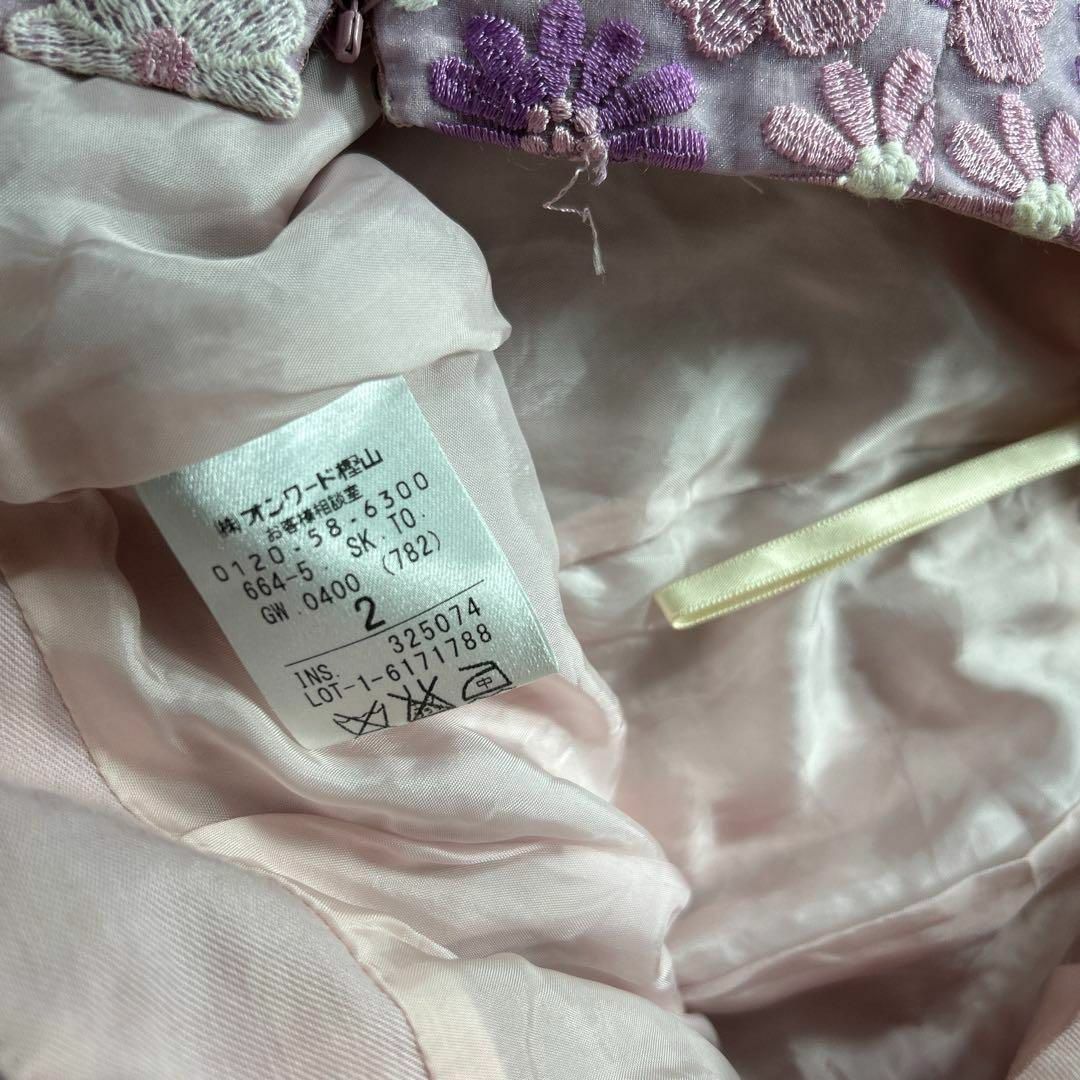 ㈱オンワード樫山
お客様相談室
0120-58-6300
664-5. SK.TO.
GW.0400 (782)
2
INS. 325074
LOT-1-6171788
中